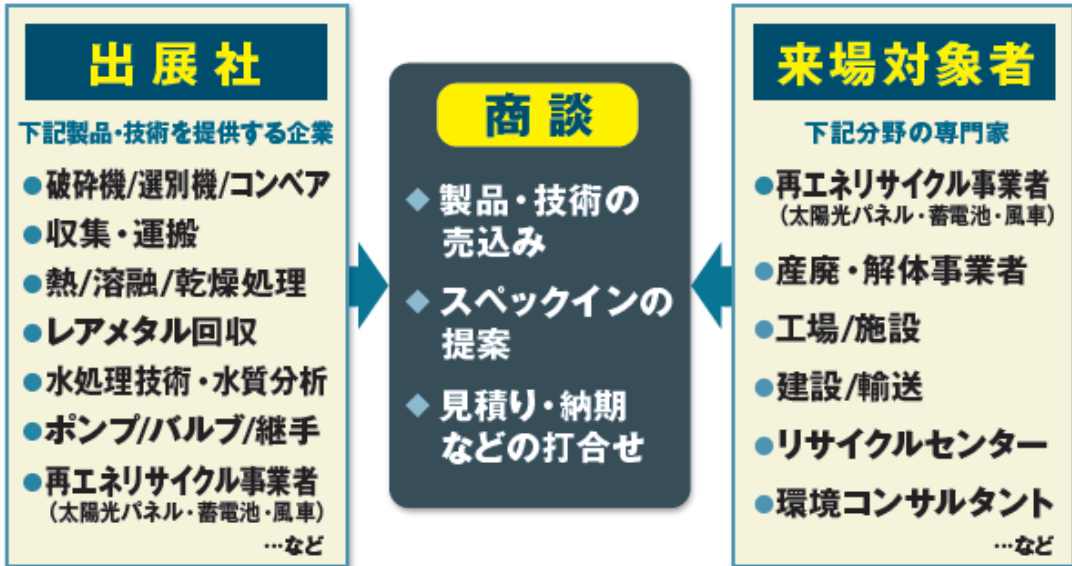 出展社
下記製品・技術を提供する企業
●破砕機/選別機/コンベア
●収集・運搬
●熱/溶融/乾燥処理
●レアメタル回収
●水処理技術・水質分析
●ポンプ/バルブ/継手
●再エネリサイクル事業者
(太陽光パネル・蓄電池・風車)
…など
商談
◆製品・技術の
売込み
◆スペックインの
提案
◆見積り・納期
などの打合せ
来場対象者
下記分野の専門家
●再エネリサイクル事業者
(太陽光パネル・蓄電池・風車)
●産廃・解体事業者
●工場/施設
●建設/輸送
●リサイクルセンター
●環境コンサルタント
…など